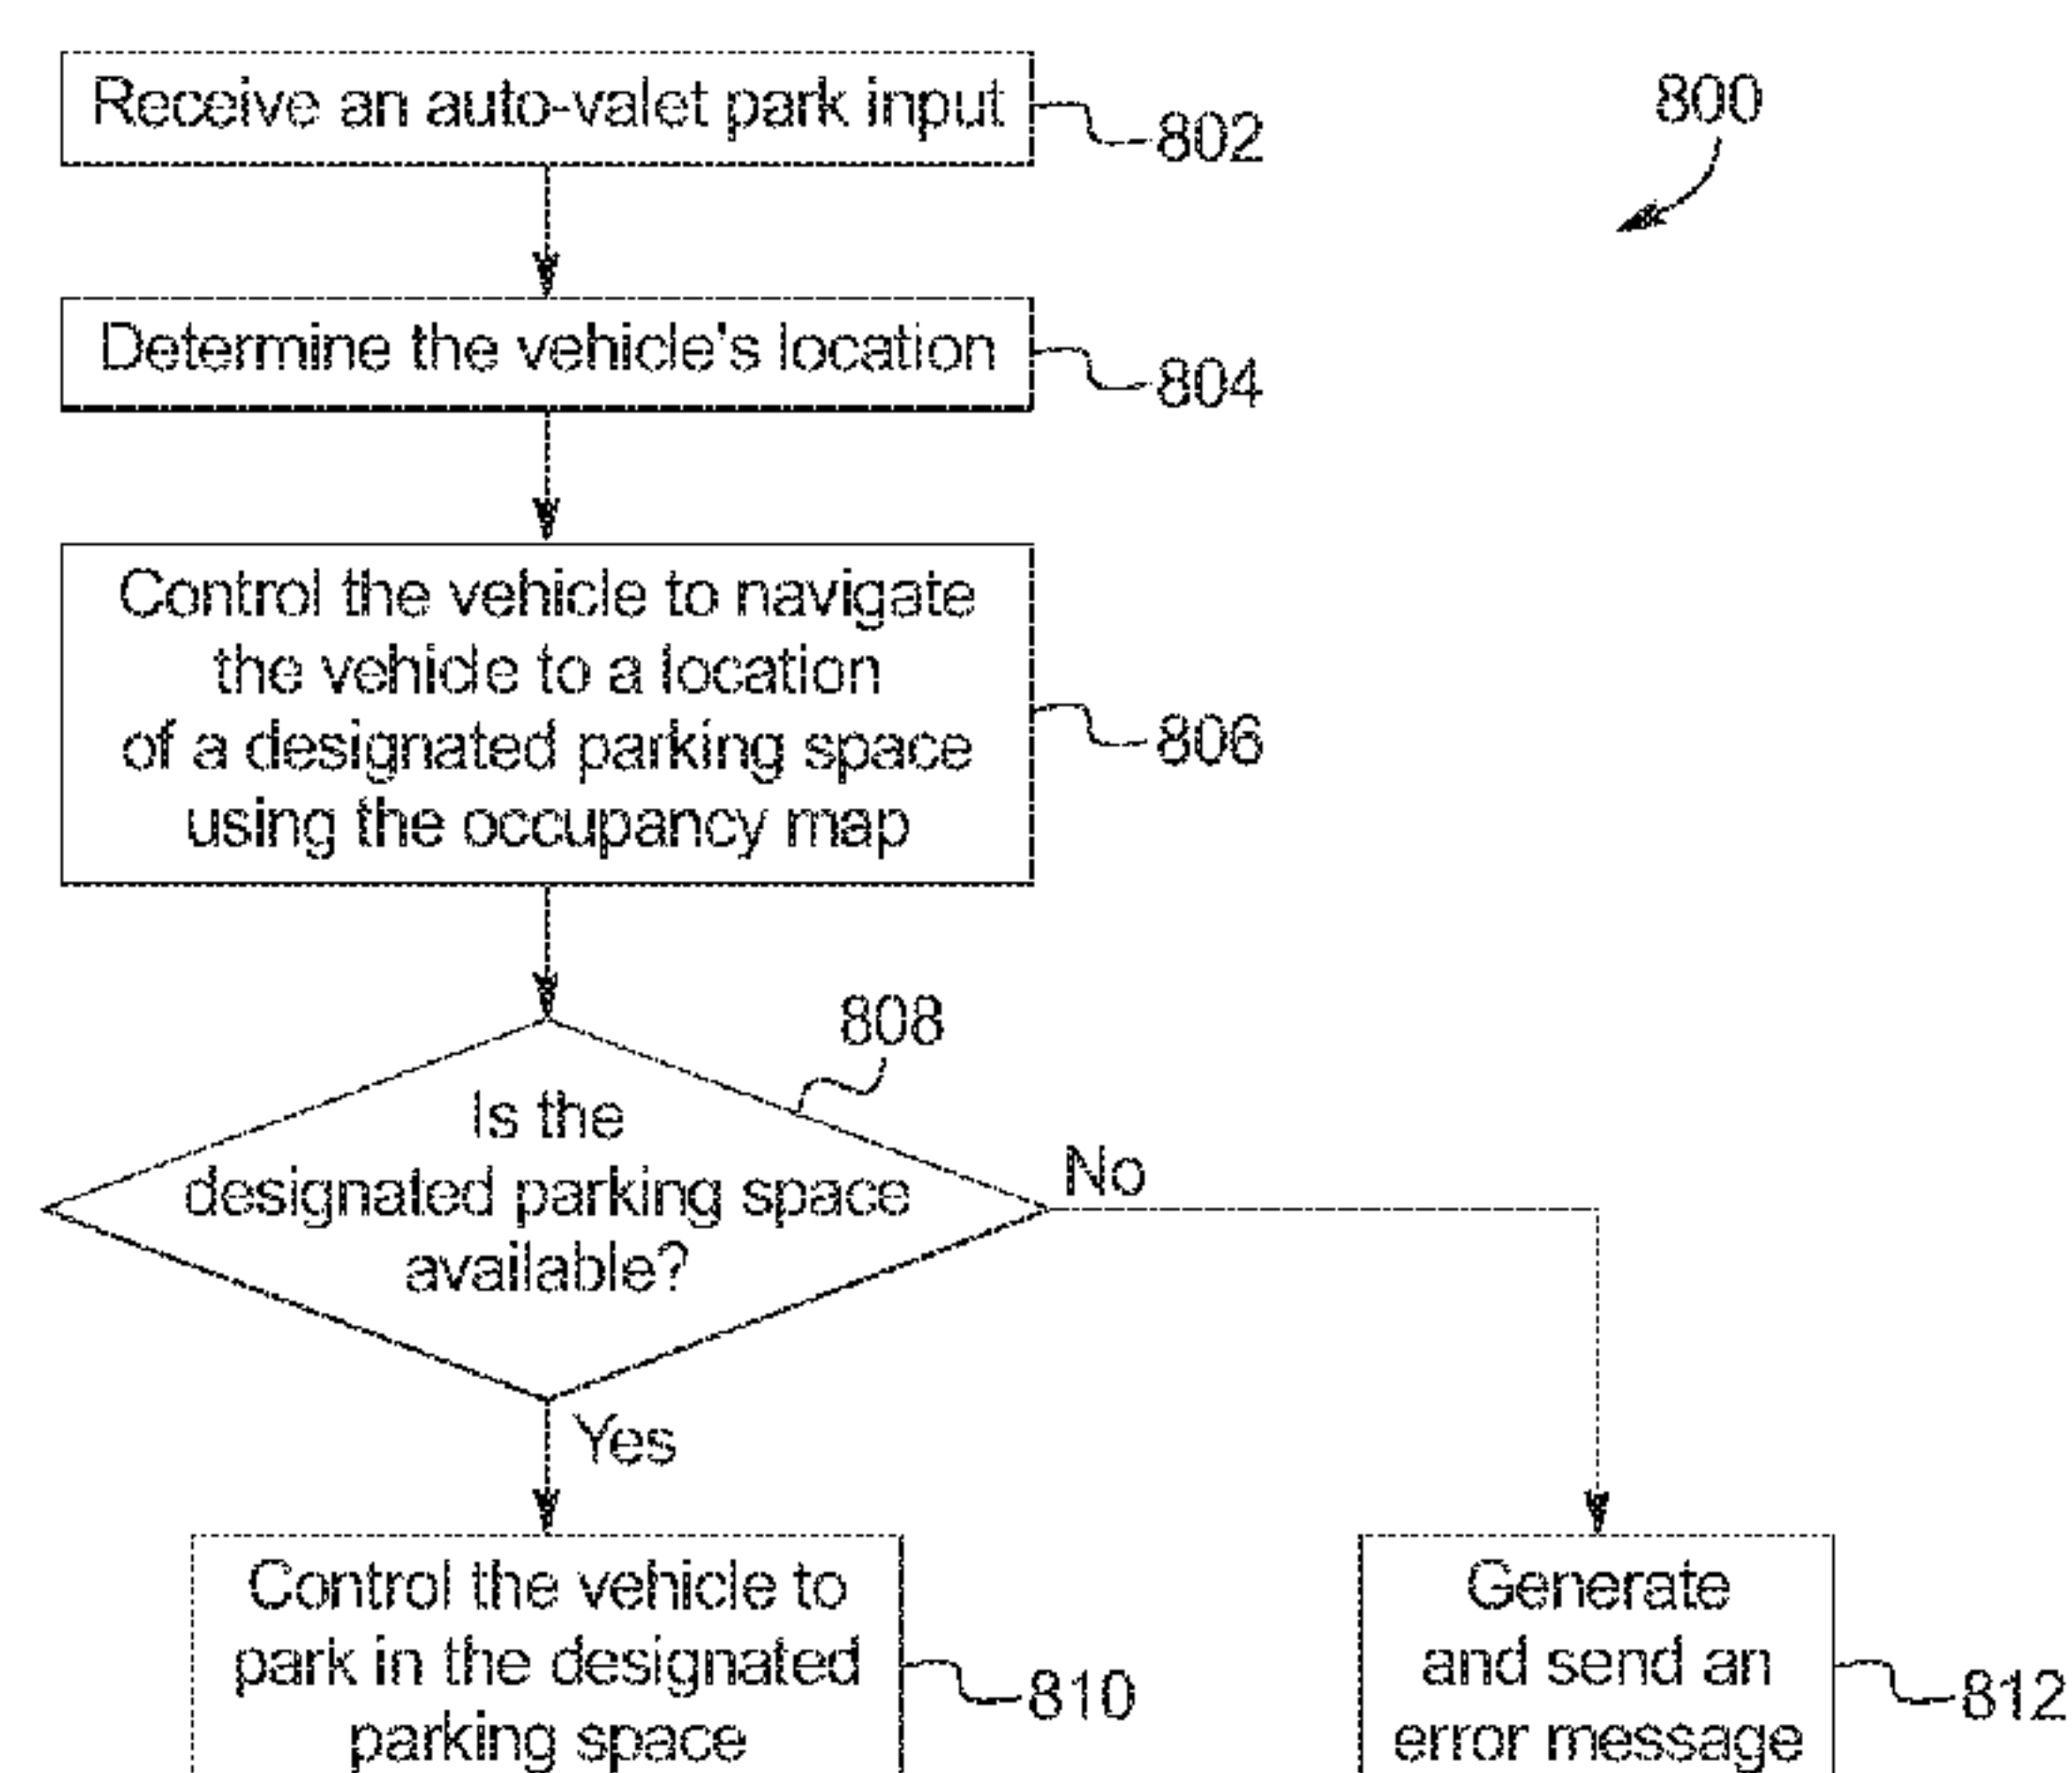 Receive an auto-valet park input
802
800
Determine the vehicle's location
804
Control the vehicle to navigate
the vehicle to a location
of a designated parking space
using the occupancy map
806
808
Is the
designated parking space
available?
No
Yes
Control the vehicle to
park in the designated
parking space
810
Generate
and send an
error message
812